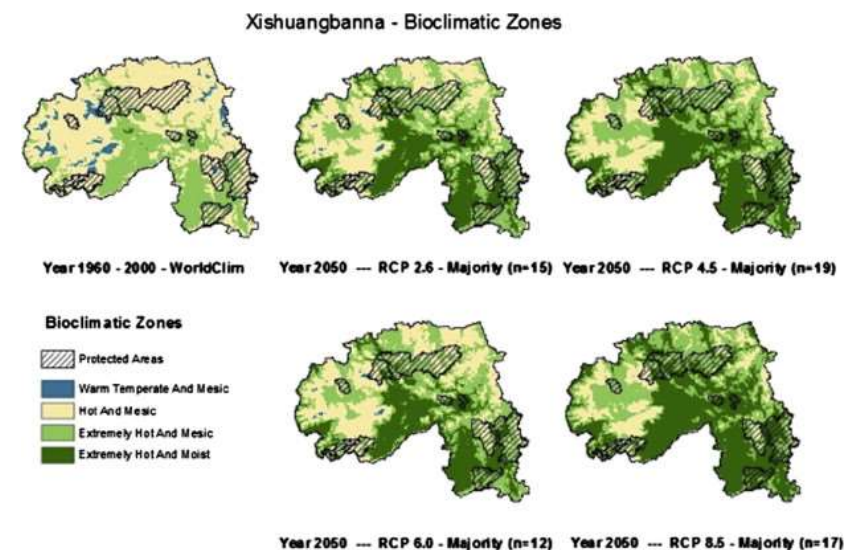 Xishuangbanna - Bioclimatic Zones
Year 1960 - 2000 - WorldClim
Year 2050 --- RCP 2.6 - Majority (n=15)
Year 2050 --- RCP 4.5 - Majority (n=19)
Bioclimatic Zones
Protected Areas
Warm Temperate And Mesic
Hot And Mesic
Extremely Hot And Mesic
Extremely Hot And Moist
Year 2050 --- RCP 6.0 - Majority (n=12)
Year 2050 --- RCP 8.5 - Majority (n=17)